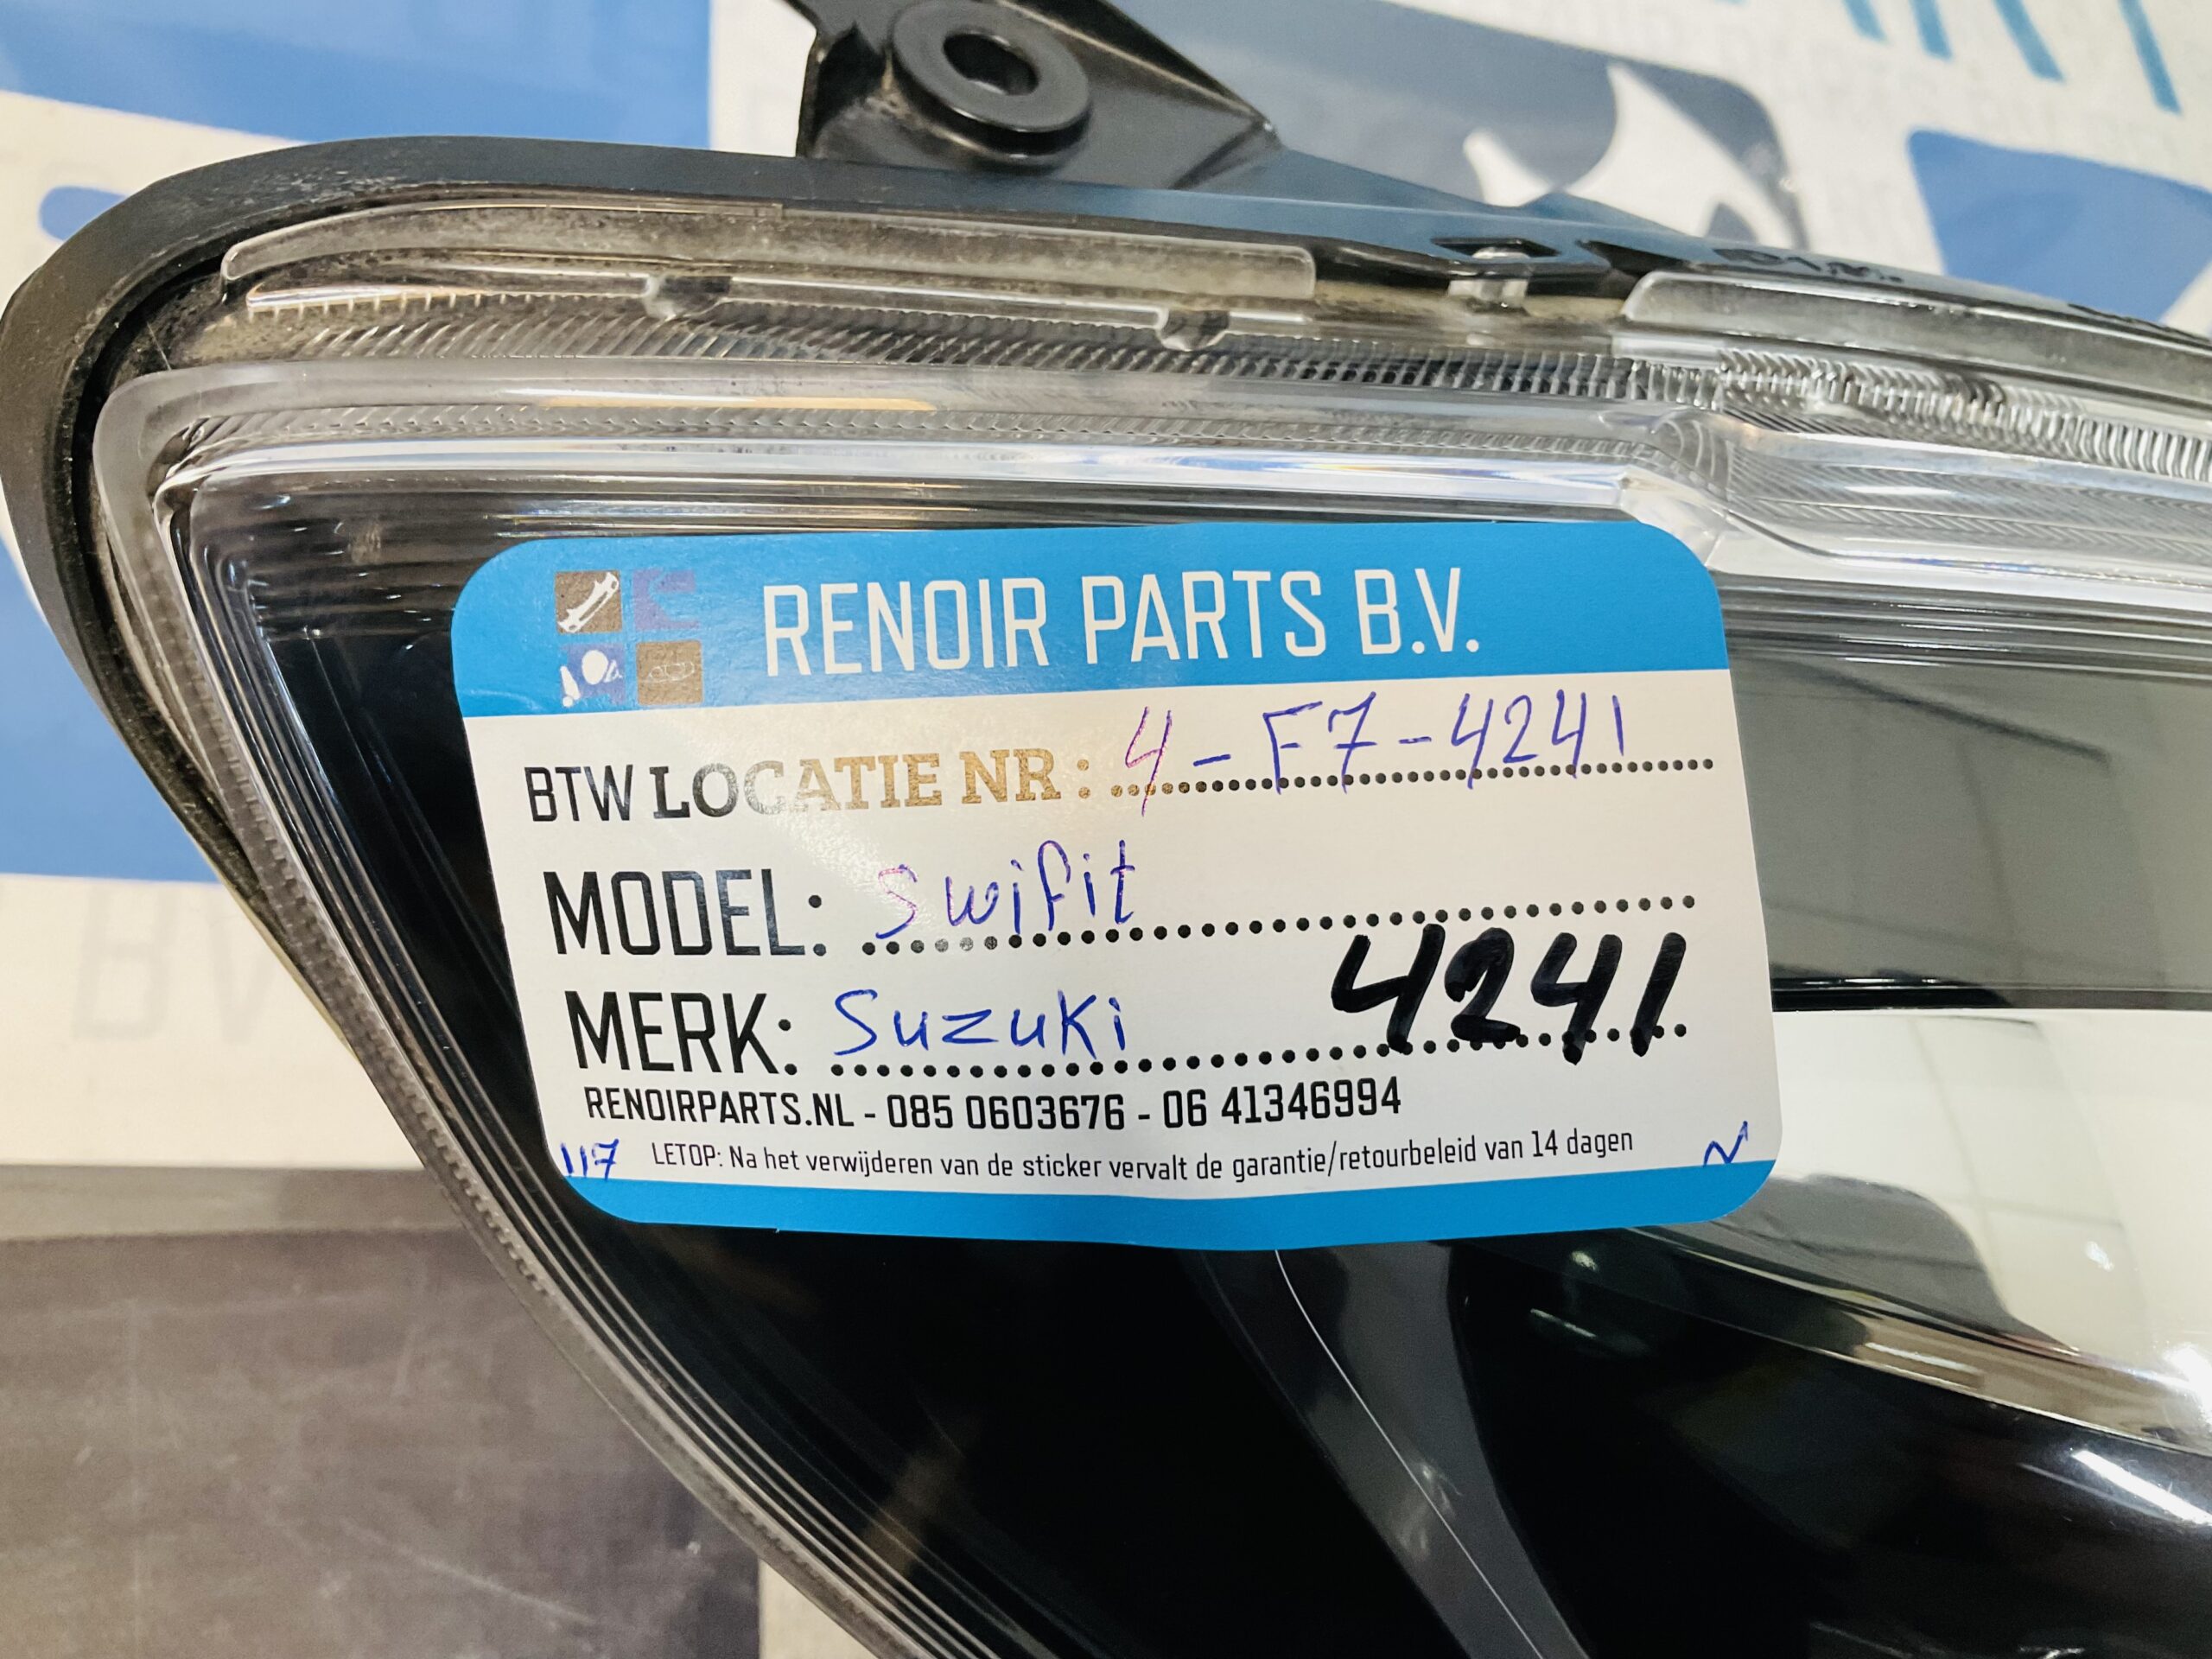 RENOIR PARTS B.V.
BTW LOCATIE NR: 4-F7-4241
MODEL: Swifit
MERK: Suzuki 4241
RENOIRPARTS.NL - 085 0603676 - 06 41346994
117 LETOP: Na het verwijderen van de sticker vervalt de garantie/retourbeleid van 14 dagen N